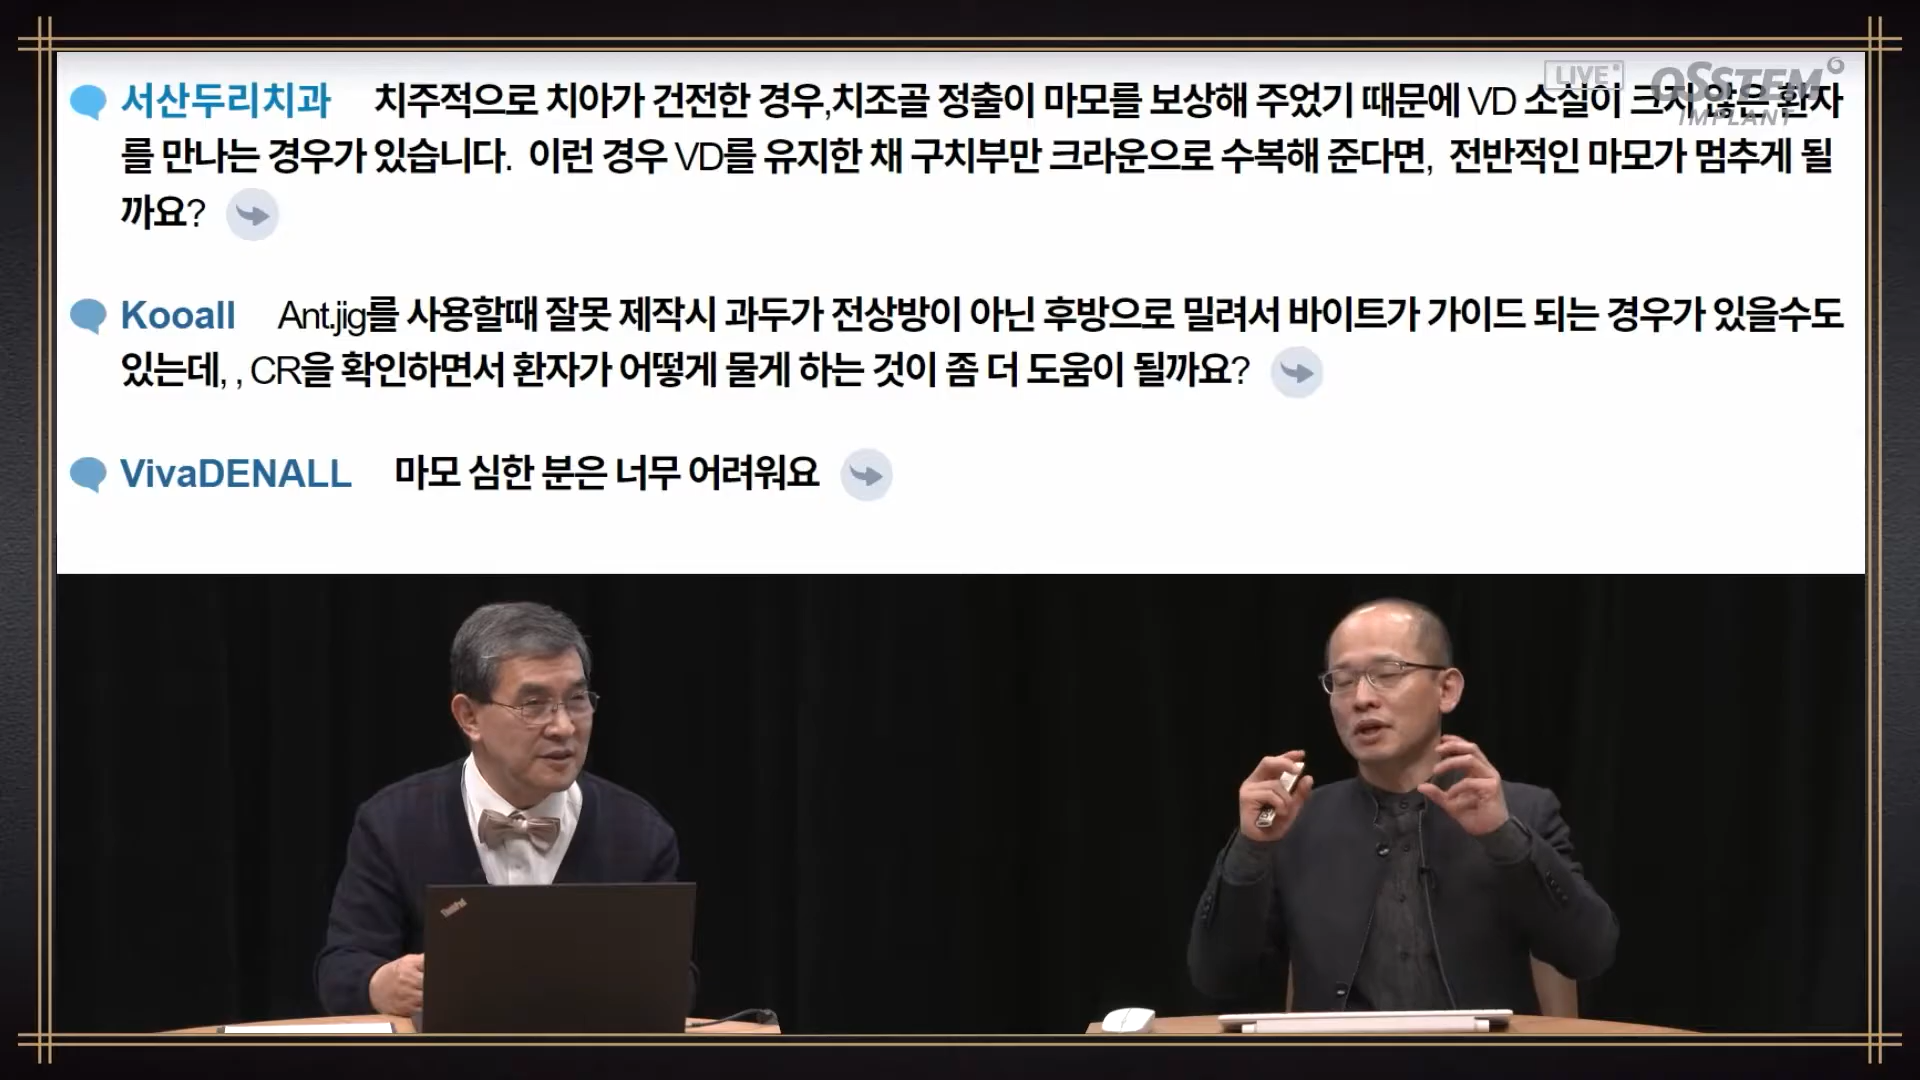 LIVE
OSSTEM
IMPLANT
서산두리치과 치주적으로 치아가 건전한 경우,치조골 정출이 마모를 보상해 주었기 때문에 VD 소실이 크지 않은 환자
를 만나는 경우가 있습니다. 이런 경우 VD를 유지한 채 구치부만 크라운으로 수복해 준다면, 전반적인 마모가 멈추게 될
까요?
Kooall Ant.jig를 사용할때 잘못 제작시 과두가 전상방이 아닌 후방으로 밀려서 바이트가 가이드 되는 경우가 있을수도
있는데, , CR을 확인하면서 환자가 어떻게 물게 하는 것이 좀 더 도움이 될까요?
VivaDENALL 마모 심한 분은 너무 어려워요
ThinkPad